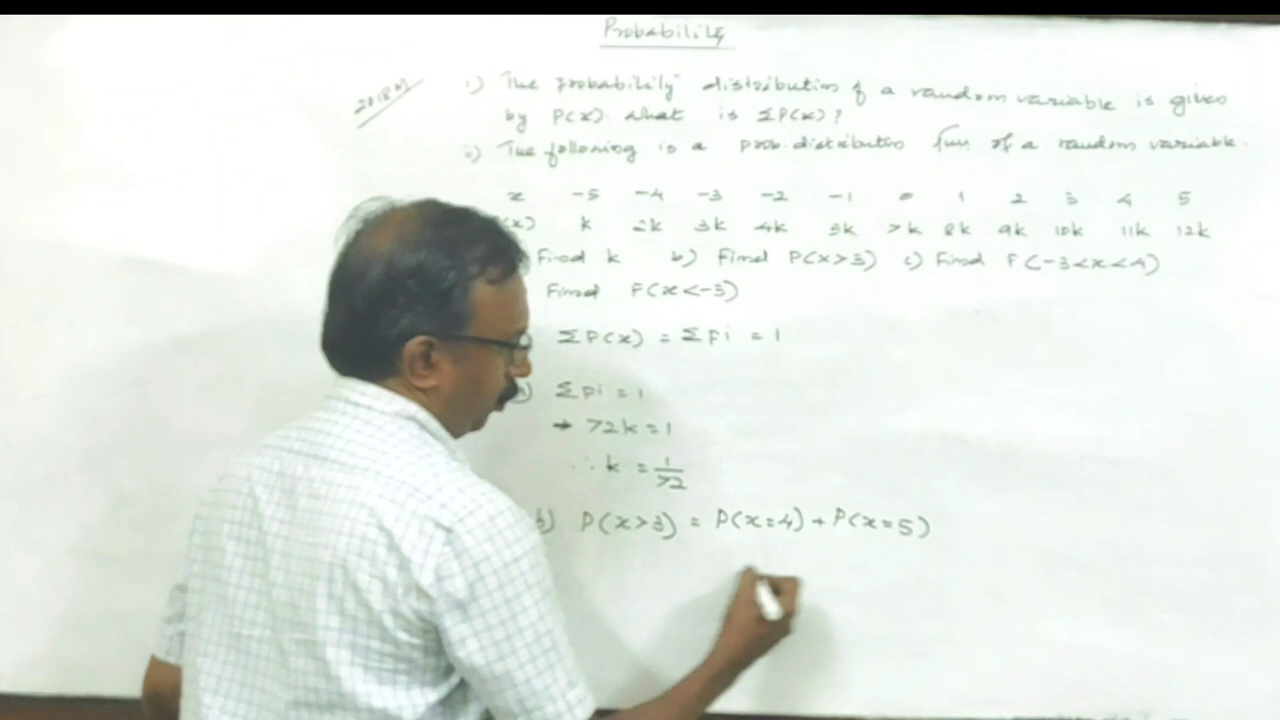 Probability
2018 M
i) The probability distribution of a random variable is given
by P(x). what is ΣP(x)?
ii) The following is a prob. distribution fun of a random variable.
x -5 -4 -3 -2 -1 0 1 2 3 4 5
(x) k 2k 3k 4k 5k 7k 8k 9k 10k 11k 12k
Find k b) Find P(x>3) c) Find P(-3<x<4)
Find P(x<-3)
ΣP(x) = Σpi = 1
a) Σpi = 1
→ 72k = 1
∴ k = 1/72
b) P(x>3) = P(x=4) + P(x=5)